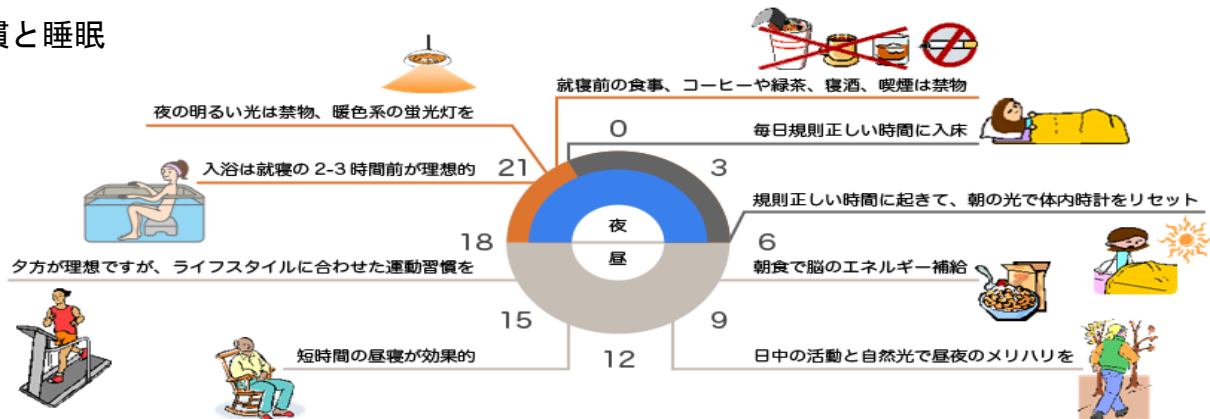 慣と睡眠
就寝前の食事、コーヒーや緑茶、寝酒、喫煙は禁物
夜の明るい光は禁物、暖色系の蛍光灯を
0
毎日規則正しい時間に入床
入浴は就寝の2-3時間前が理想的
21
3
規則正しい時間に起きて、朝の光で体内時計をリセット
夜
18
6
昼
夕方が理想ですが、ライフスタイルに合わせた運動習慣を
朝食で脳のエネルギー補給
15
9
短時間の昼寝が効果的
12
日中の活動と自然光で昼夜のメリハリを